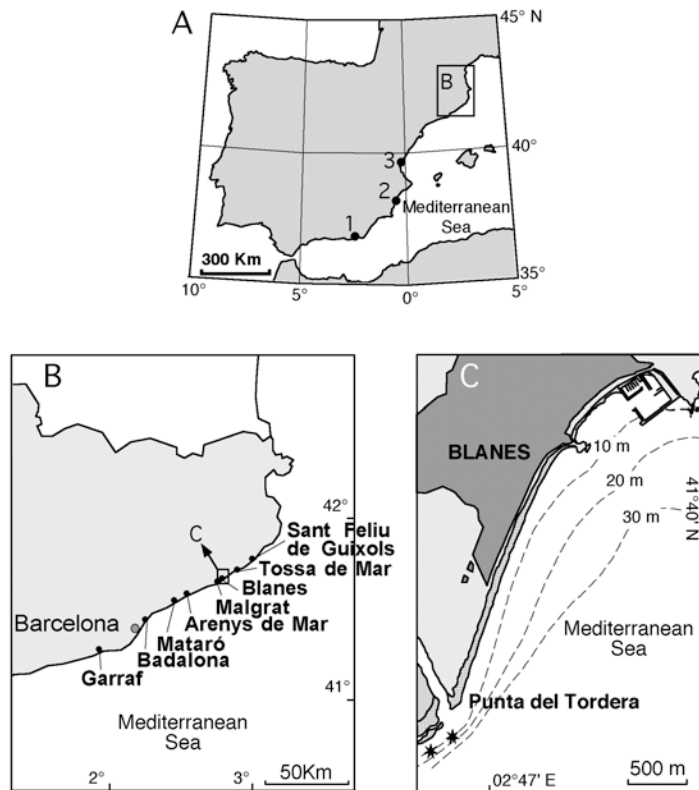 A
45° N
B
40°
3
2
Mediterranean
Sea
1
300 Km
35°
10°
5°
0°
5°
B
42°
C
Sant Feliu
de Guixols
Tossa de Mar
Blanes
Malgrat
Arenys de Mar
Barcelona
Mataró
Badalona
Garraf
41°
Mediterranean
Sea
2°
3°
50Km
C
BLANES
10 m
20 m
30 m
41°40' N
Mediterranean
Sea
Punta del Tordera
02°47' E
500 m